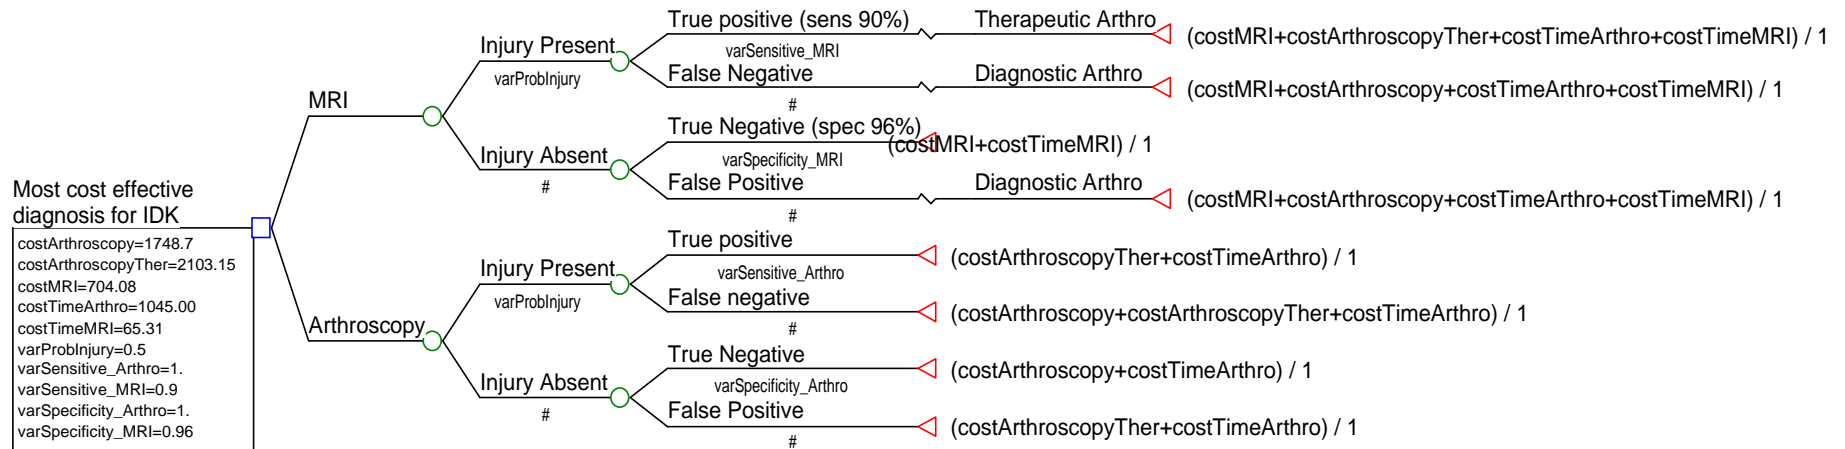 Most cost effective
diagnosis for IDK
costArthroscopy=1748.7
costArthroscopyTher=2103.15
costMRI=704.08
costTimeArthro=1045.00
costTimeMRI=65.31
varProbInjury=0.5
varSensitive_Arthro=1.
varSensitive_MRI=0.9
varSpecificity_Arthro=1.
varSpecificity_MRI=0.96
MRI
Injury Present
varProbInjury
True positive (sens 90%)
varSensitive_MRI
Therapeutic Arthro
(costMRI+costArthroscopyTher+costTimeArthro+costTimeMRI) / 1
False Negative
#
Diagnostic Arthro
(costMRI+costArthroscopy+costTimeArthro+costTimeMRI) / 1
Injury Absent
#
True Negative (spec 96%)
varSpecificity_MRI
(costMRI+costTimeMRI) / 1
False Positive
#
Diagnostic Arthro
(costMRI+costArthroscopy+costTimeArthro+costTimeMRI) / 1
Arthroscopy
Injury Present
varProbInjury
True positive
varSensitive_Arthro
(costArthroscopyTher+costTimeArthro) / 1
False negative
#
(costArthroscopy+costArthroscopyTher+costTimeArthro) / 1
Injury Absent
#
True Negative
varSpecificity_Arthro
(costArthroscopy+costTimeArthro) / 1
False Positive
#
(costArthroscopyTher+costTimeArthro) / 1